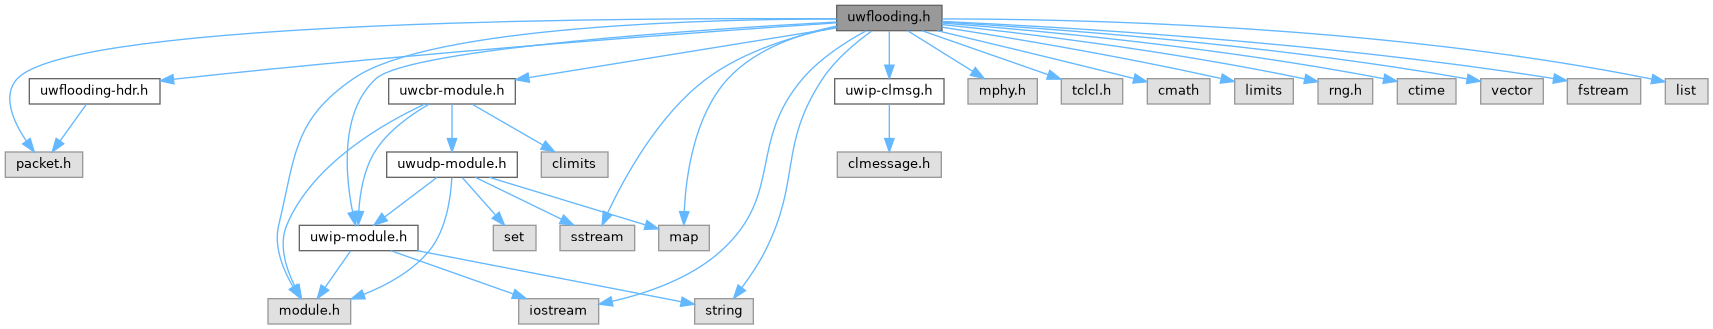 uwflooding.h
uwflooding-hdr.h
uwcbr-module.h
uwip-clmsg.h
mphy.h
tclcl.h
cmath
limits
rng.h
ctime
vector
fstream
list
packet.h
uwudp-module.h
climits
clmessage.h
uwip-module.h
set
sstream
map
module.h
iostream
string